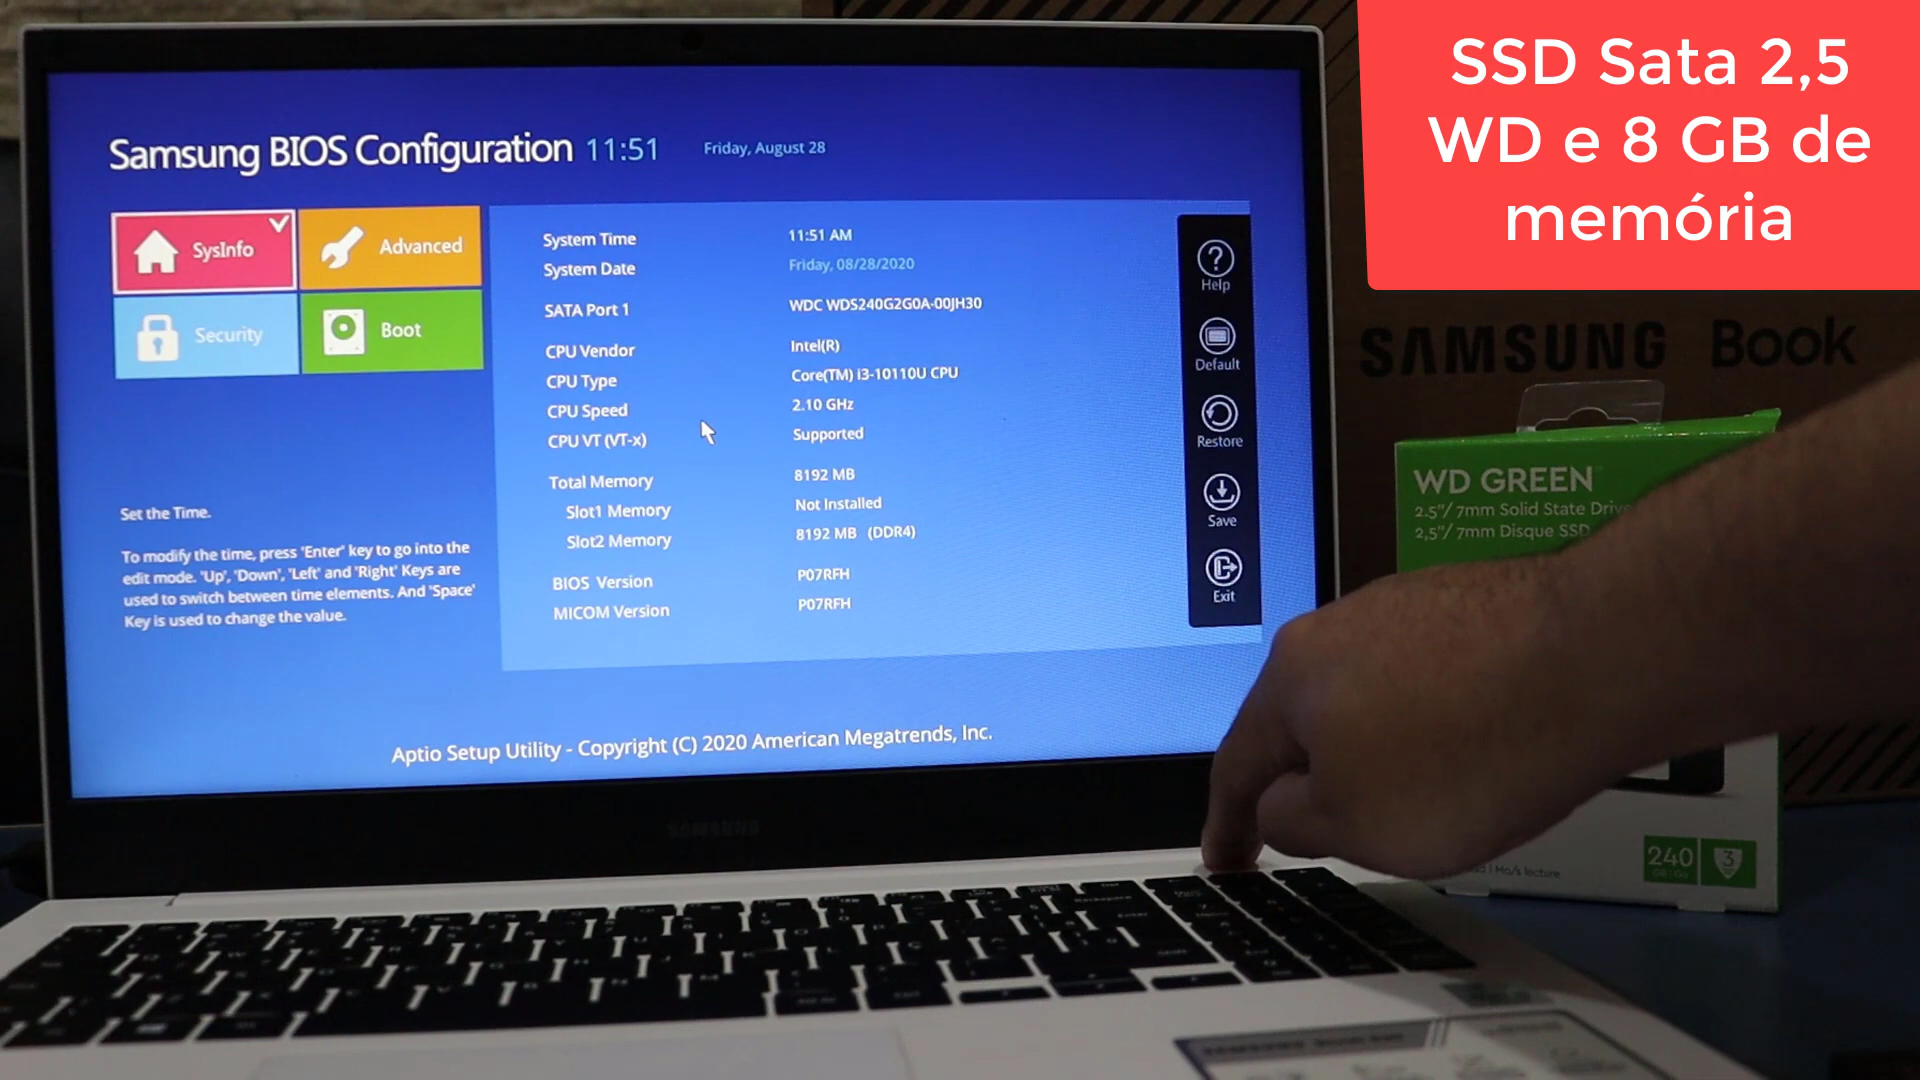 SSD Sata 2,5
WD e 8 GB de
memória
Samsung BIOS Configuration 11:51 Friday, August 28
SysInfo
Advanced
Security
Boot
System Time 11:51 AM
System Date Friday, 08/28/2020
SATA Port 1 WDC WDS240G2G0A-00JH30
CPU Vendor Intel(R)
CPU Type Core(TM) i3-10110U CPU
CPU Speed 2.10 GHz
CPU VT (VT-x) Supported
Total Memory 8192 MB
Slot1 Memory Not Installed
Slot2 Memory 8192 MB (DDR4)
BIOS Version P07RFH
MICOM Version P07RFH
Help
Default
Restore
Save
Exit
Set the Time.
To modify the time, press 'Enter' key to go into the
edit mode. 'Up', 'Down', 'Left' and 'Right' Keys are
used to switch between time elements. And 'Space'
Key is used to change the value.
Aptio Setup Utility - Copyright (C) 2020 American Megatrends, Inc.
SAMSUNG
SAMSUNG Book
WD GREEN
2.5"/ 7mm Solid State Drive
2,5"/ 7mm Disque SSD
240
3